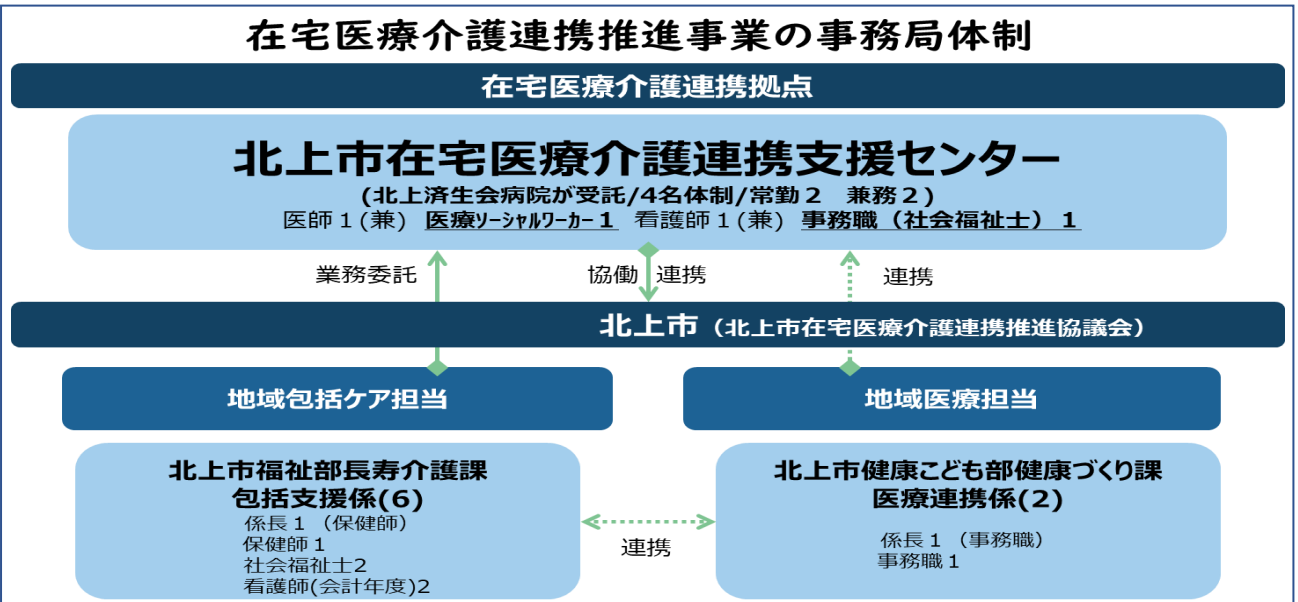 在宅医療介護連携推進事業の事務局体制
在宅医療介護連携拠点
北上市在宅医療介護連携支援センター
(北上済生会病院が受託/4名体制/常勤２　兼務２)
医師１(兼)　医療ｿｰｼｬﾙﾜｰｶｰ１　看護師１(兼)　事務職（社会福祉士）１
業務委託
協働　連携
連携
北上市（北上市在宅医療介護連携推進協議会）
地域包括ケア担当
地域医療担当
北上市福祉部長寿介護課
包括支援係(6)
係長１（保健師）
保健師１
社会福祉士2
看護師(会計年度)2
連携
北上市健康こども部健康づくり課
医療連携係(2)
係長１（事務職）
事務職１